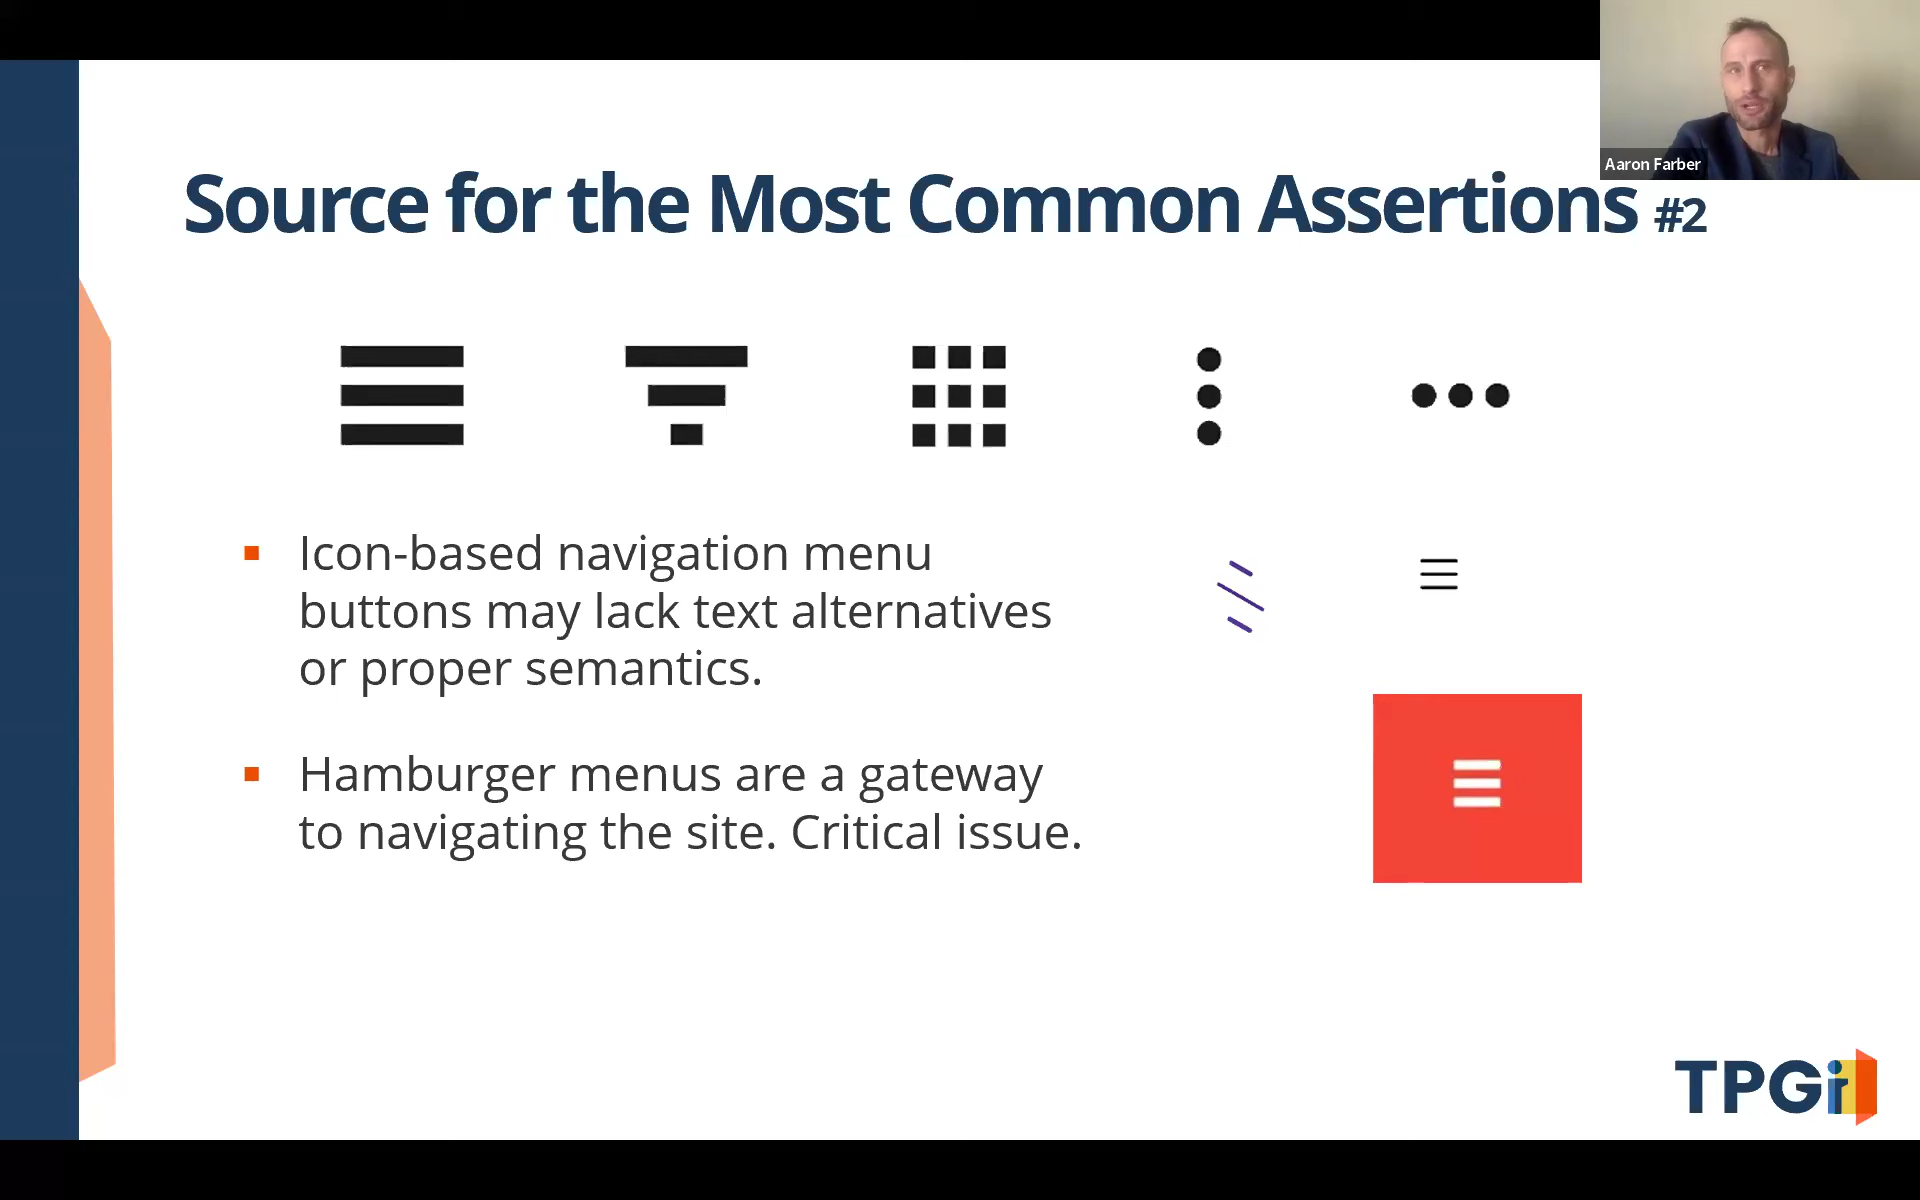 Aaron Farber
Source for the Most Common Assertions #2
Icon-based navigation menu
buttons may lack text alternatives
or proper semantics.
Hamburger menus are a gateway
to navigating the site. Critical issue.
TPGi